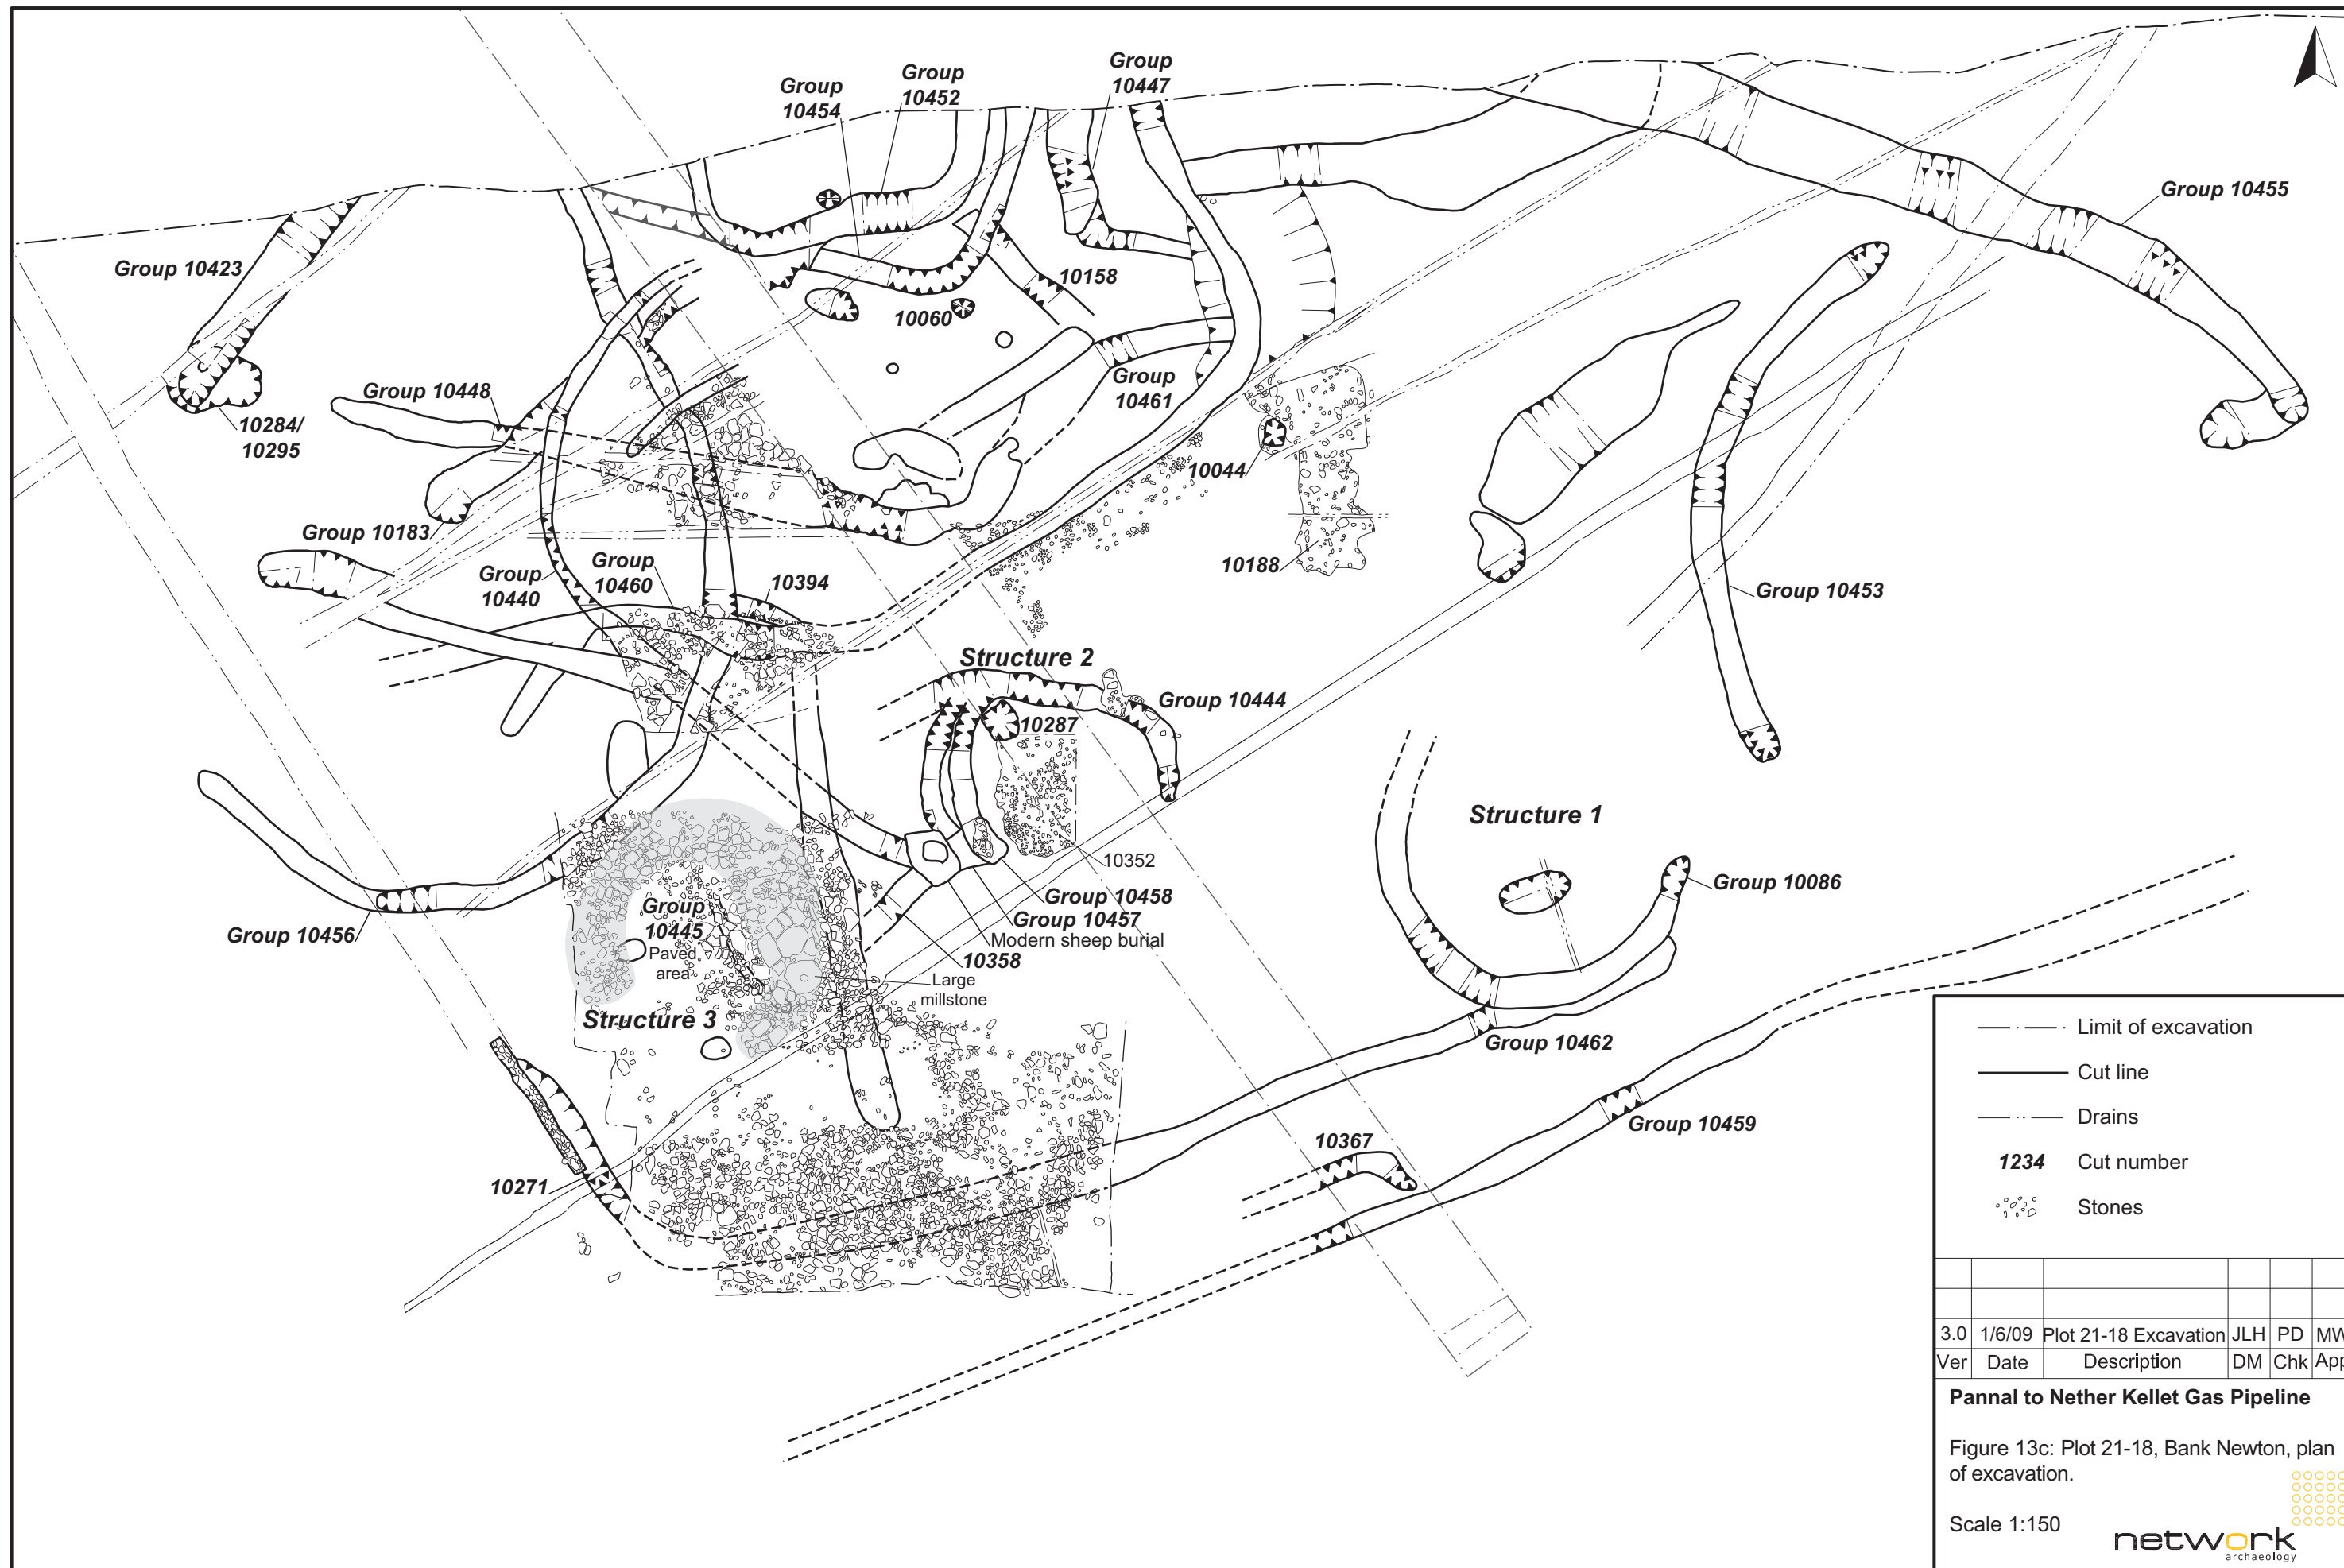 Group
10447
Group
10452
Group
10454
Group 10455
Group 10423
10158
10060
Group
10461
Group 10448
10284/
10295
10044
Group 10183
10188
Group
10440
Group
10460
10394
Group 10453
Structure 2
Group 10444
10287
Structure 1
10352
Group 10086
Group 10458
Group
10445
Group 10457
Group 10456
Modern sheep burial
Paved
area
10358
Large
millstone
Structure 3
Group 10462
Group 10459
10367
10271
Limit of excavation
Cut line
Drains
1234 Cut number
Stones
3.0 1/6/09 Plot 21-18 Excavation JLH PD MW
Ver Date Description DM Chk App
Pannal to Nether Kellet Gas Pipeline
Figure 13c: Plot 21-18, Bank Newton, plan
of excavation.
Scale 1:150
network
archaeology